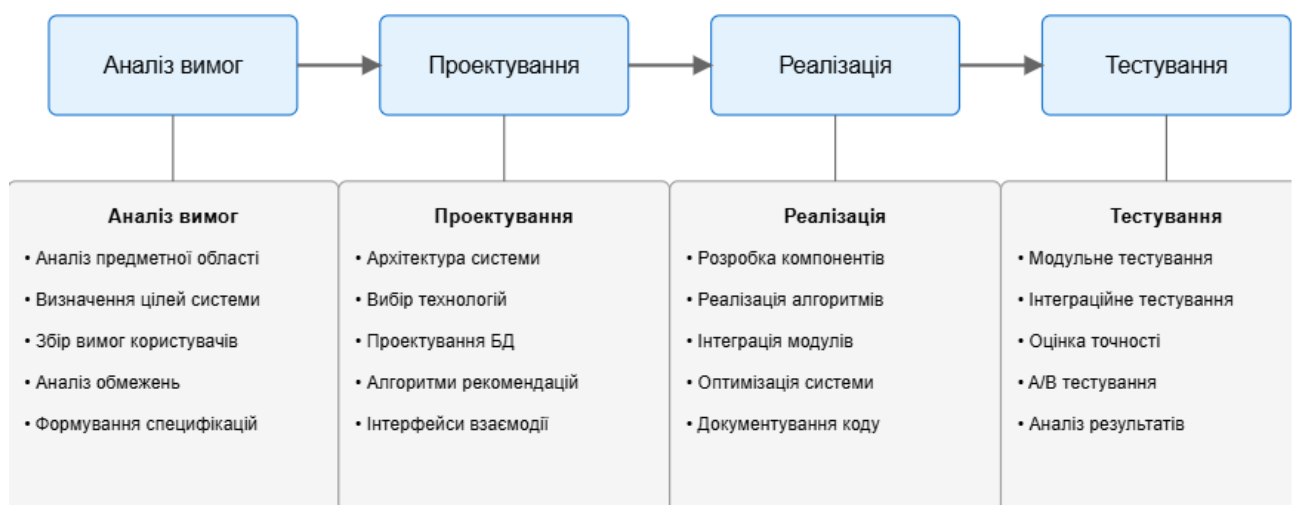 Аналіз вимог
Проектування
Реалізація
Тестування
Аналіз вимог
• Аналіз предметної області
• Визначення цілей системи
• Збір вимог користувачів
• Аналіз обмежень
• Формування специфікацій
Проектування
• Архітектура системи
• Вибір технологій
• Проектування БД
• Алгоритми рекомендацій
• Інтерфейси взаємодії
Реалізація
• Розробка компонентів
• Реалізація алгоритмів
• Інтеграція модулів
• Оптимізація системи
• Документування коду
Тестування
• Модульне тестування
• Інтеграційне тестування
• Оцінка точності
• A/B тестування
• Аналіз результатів